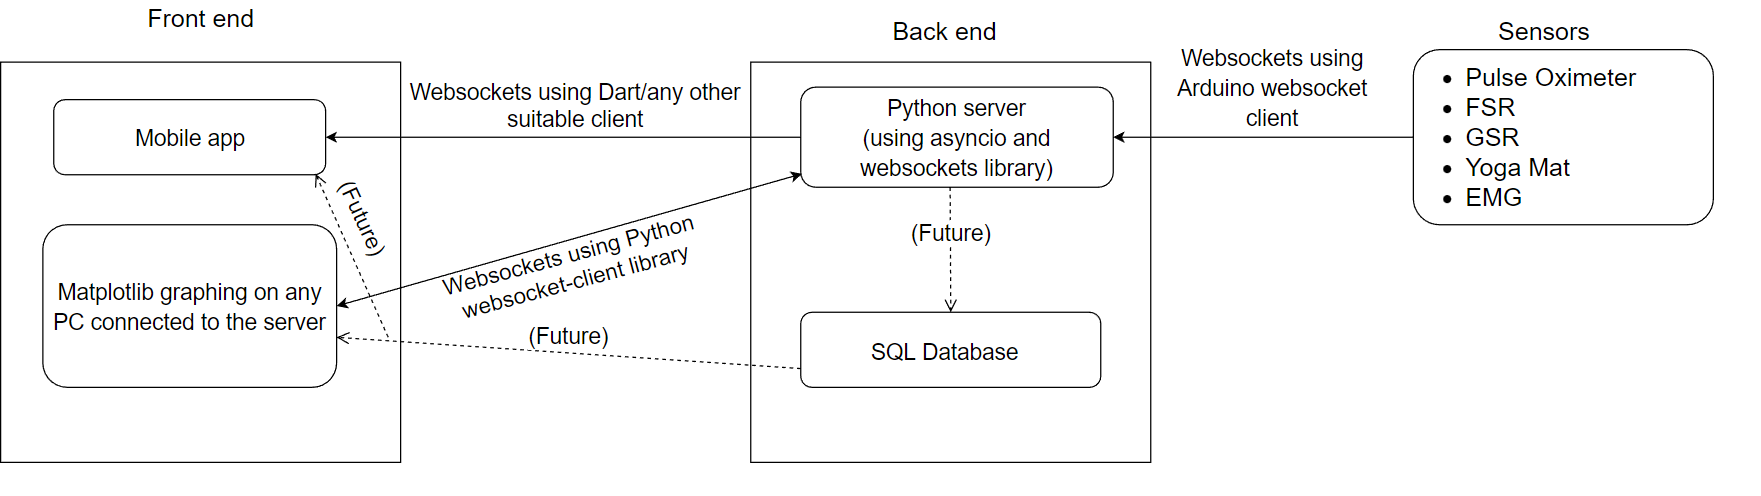 Front end
Back end
Sensors
Websockets using Dart/any other
suitable client
Websockets using
Arduino websocket
client
Mobile app
Python server
(using asyncio and
websockets library)
• Pulse Oximeter
• FSR
• GSR
• Yoga Mat
• EMG
(Future)
Websockets using Python
websocket-client library
(Future)
Matplotlib graphing on any
PC connected to the server
(Future)
SQL Database